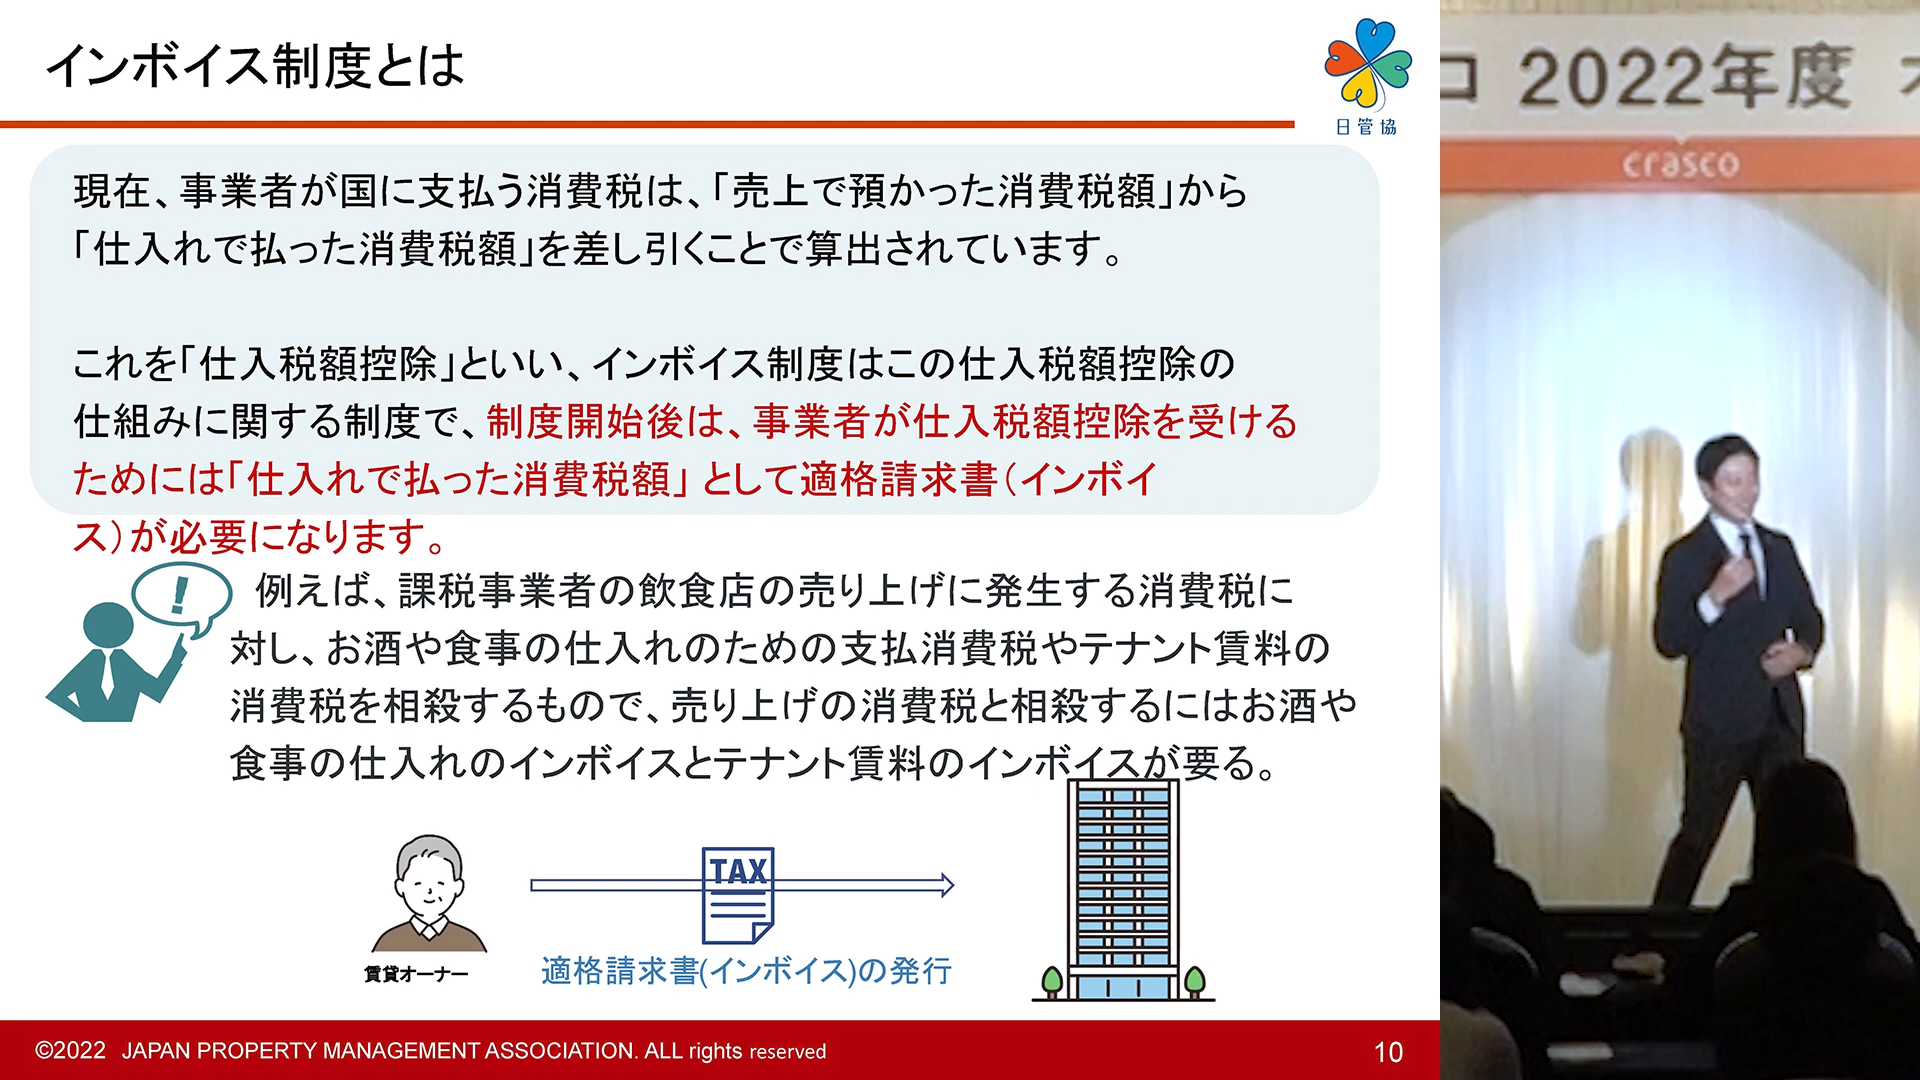 インボイス制度とは
日管協
現在、事業者が国に支払う消費税は、「売上で預かった消費税額」から
「仕入れで払った消費税額」を差し引くことで算出されています。
これを「仕入税額控除」といい、インボイス制度はこの仕入税額控除の
仕組みに関する制度で、制度開始後は、事業者が仕入税額控除を受ける
ためには「仕入れで払った消費税額」 として適格請求書（インボイ
ス）が必要になります。
!
例えば、課税事業者の飲食店の売り上げに発生する消費税に
対し、お酒や食事の仕入れのための支払消費税やテナント賃料の
消費税を相殺するもので、売り上げの消費税と相殺するにはお酒や
食事の仕入れのインボイスとテナント賃料のインボイスが要る。
TAX
賃貸オーナー
適格請求書(インボイス)の発行
©2022 JAPAN PROPERTY MANAGEMENT ASSOCIATION. ALL rights reserved
10
コ 2022年度
crasco